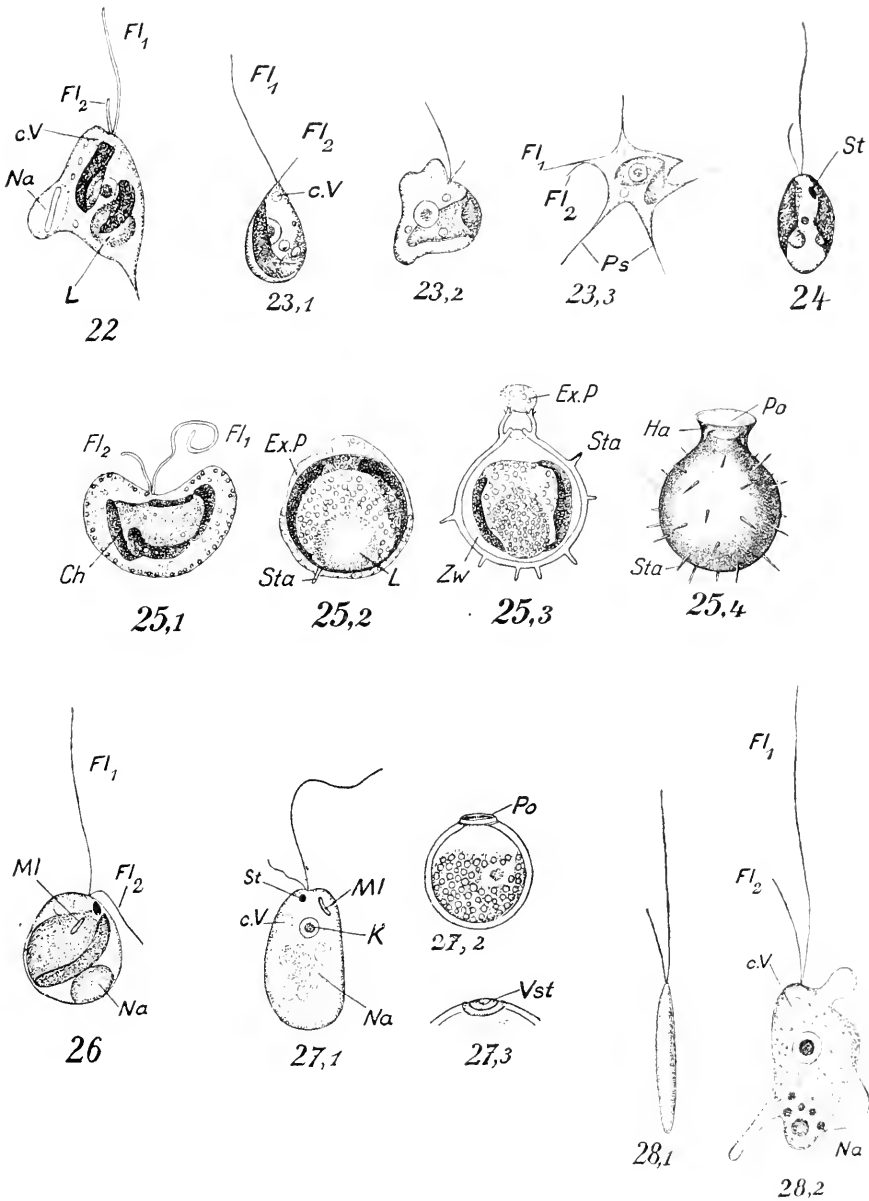 Fl₁
Fl₂
c.V
Na
L
22
Fl₁
Fl₂
c.V
23,1
23,2
Fl₁
Fl₂
Ps
23,3
St
24
Fl₂
Fl₁
Ch
25,1
Ex.P
Sta
L
25,2
Ex.P
Sta
Zw
25,3
Ha
Po
Sta
25,4
Fl₁
Ml
Fl₂
Na
26
St
Ml
c.V
K
Na
27,1
Po
27,2
Vst
27,3
28,1
Fl₁
Fl₂
c.V
Na
28,2